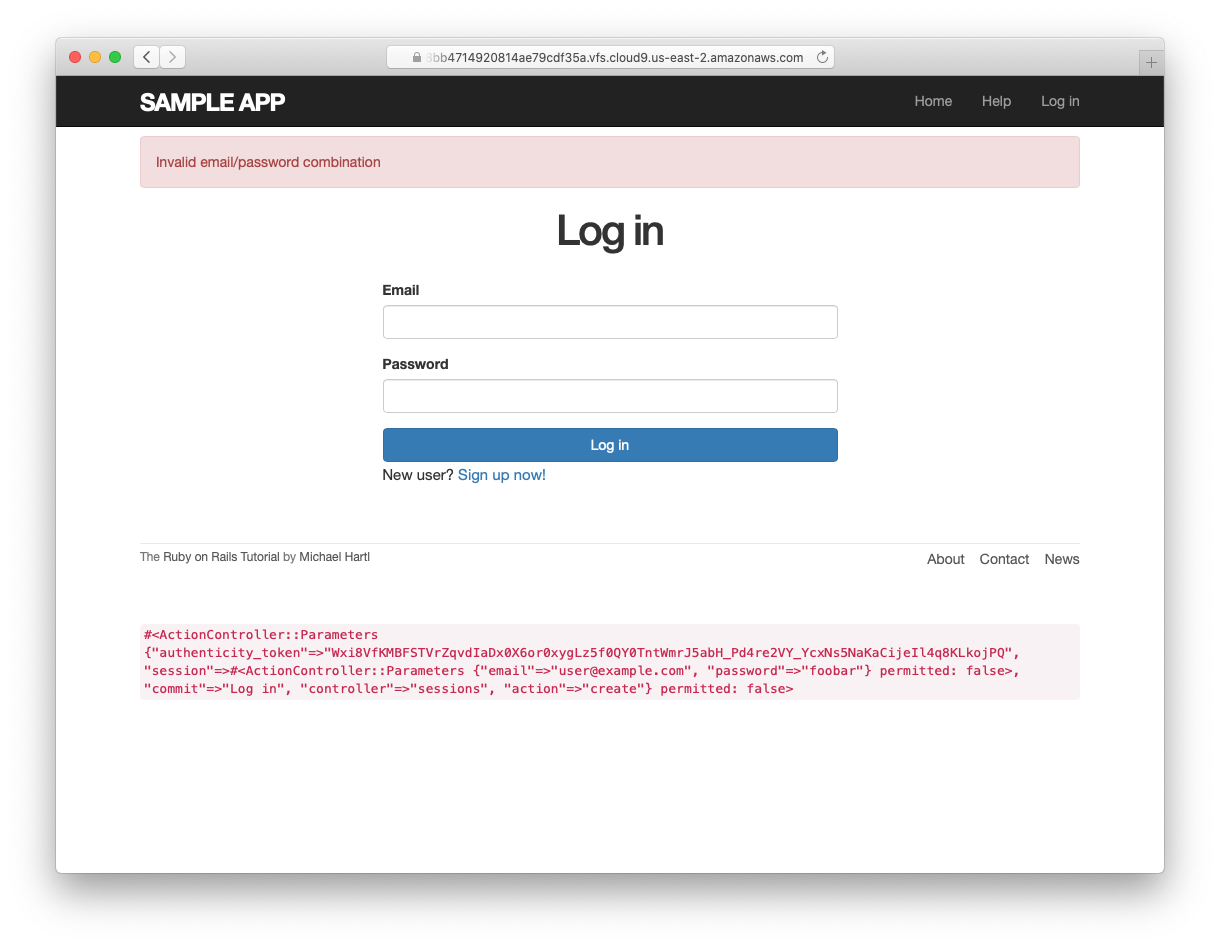 8bb4714920814ae79cdf35a.vfs.cloud9.us-east-2.amazonaws.com
SAMPLE APP
Home Help Log in
Invalid email/password combination
Log in
Email
Password
Log in
New user? Sign up now!
The Ruby on Rails Tutorial by Michael Hartl
About Contact News
#<ActionController::Parameters
{"authenticity_token"=>"Wxi8VfKMBFSTVrZqvdIaDx0X6or0xygLz5f0QY0TntWmrJ5abH_Pd4re2VY_YcxNs5NaKaCijeIl4q8KLkojPQ",
"session"=>#<ActionController::Parameters {"email"=>"user@example.com", "password"=>"foobar"} permitted: false>,
"commit"=>"Log in", "controller"=>"sessions", "action"=>"create"} permitted: false>